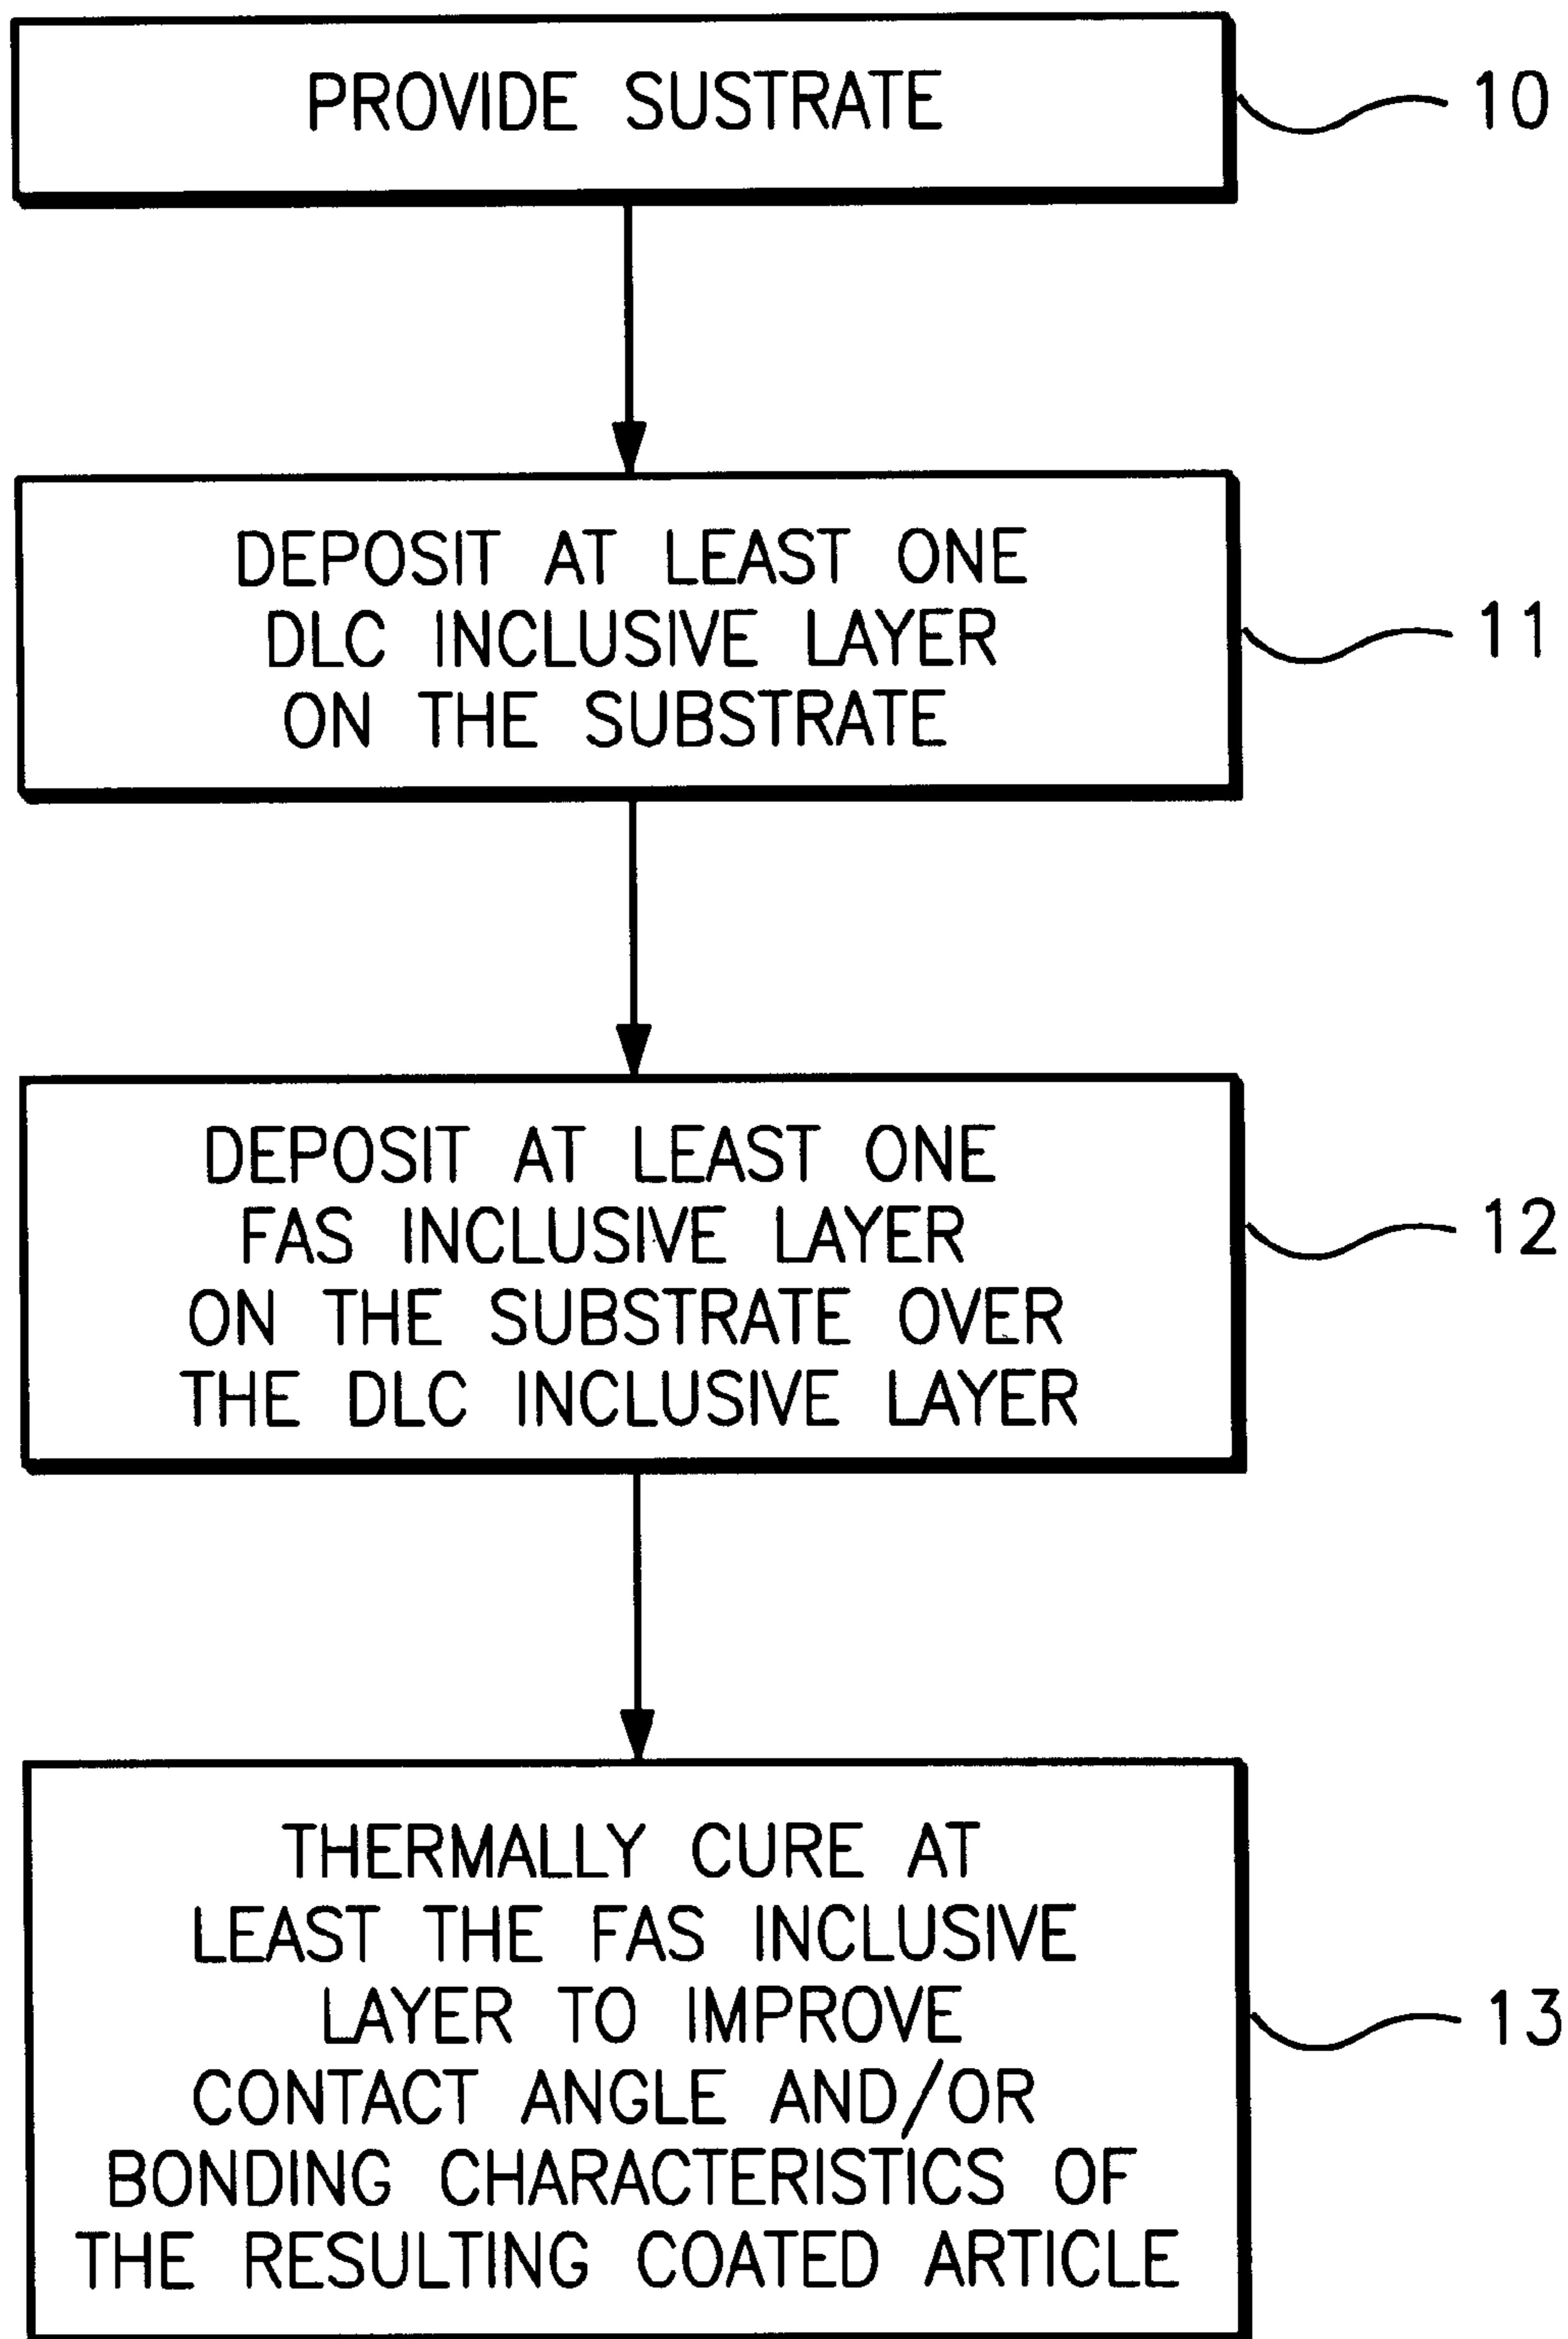 PROVIDE SUSTRATE
10
DEPOSIT AT LEAST ONE
DLC INCLUSIVE LAYER
ON THE SUBSTRATE
11
DEPOSIT AT LEAST ONE
FAS INCLUSIVE LAYER
ON THE SUBSTRATE OVER
THE DLC INCLUSIVE LAYER
12
THERMALLY CURE AT
LEAST THE FAS INCLUSIVE
LAYER TO IMPROVE
CONTACT ANGLE AND/OR
BONDING CHARACTERISTICS OF
THE RESULTING COATED ARTICLE
13